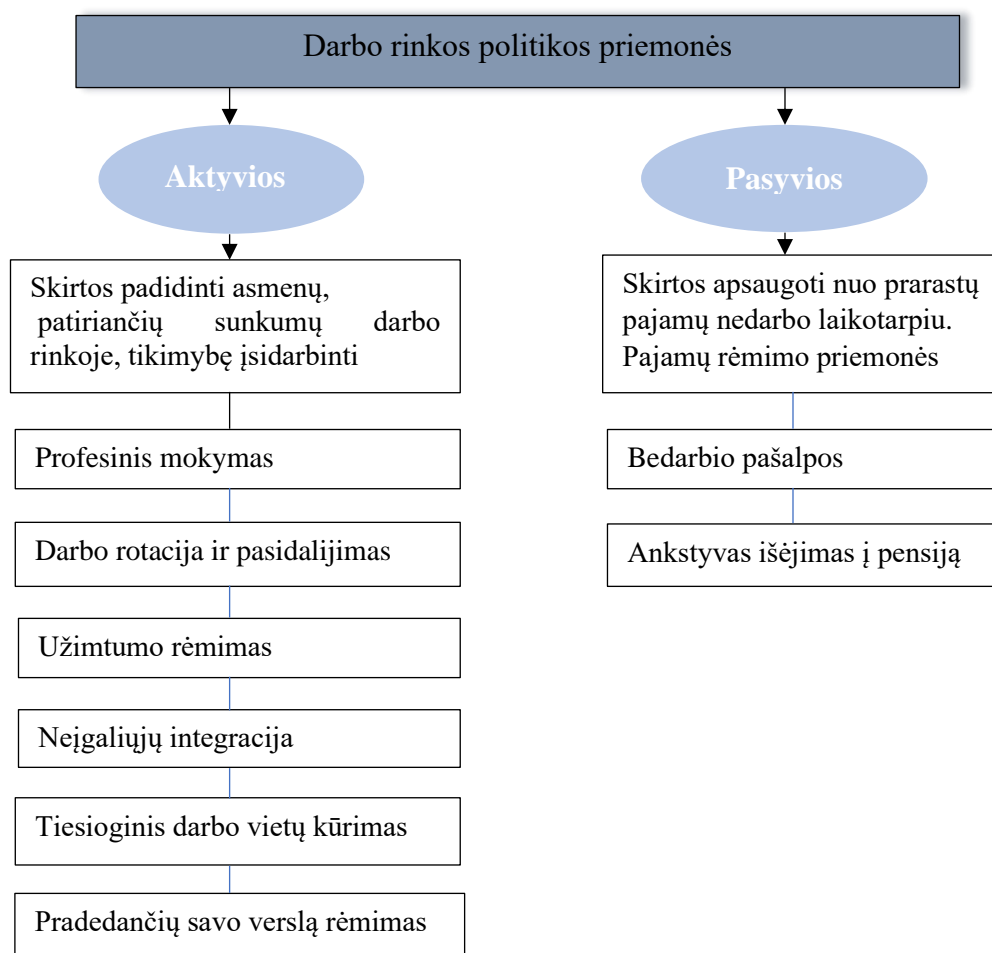 Darbo rinkos politikos priemonės
Aktyvios
Skirtos padidinti asmenų,
patiriančių sunkumų darbo
rinkoje, tikimybę įsidarbinti
Profesinis mokymas
Darbo rotacija ir pasidalijimas
Užimtumo rėmimas
Neįgaliųjų integracija
Tiesioginis darbo vietų kūrimas
Pradedančių savo verslą rėmimas
Pasyvios
Skirtos apsaugoti nuo prarastų
pajamų nedarbo laikotarpiu.
Pajamų rėmimo priemonės
Bedarbio pašalpos
Ankstyvas išėjimas į pensiją